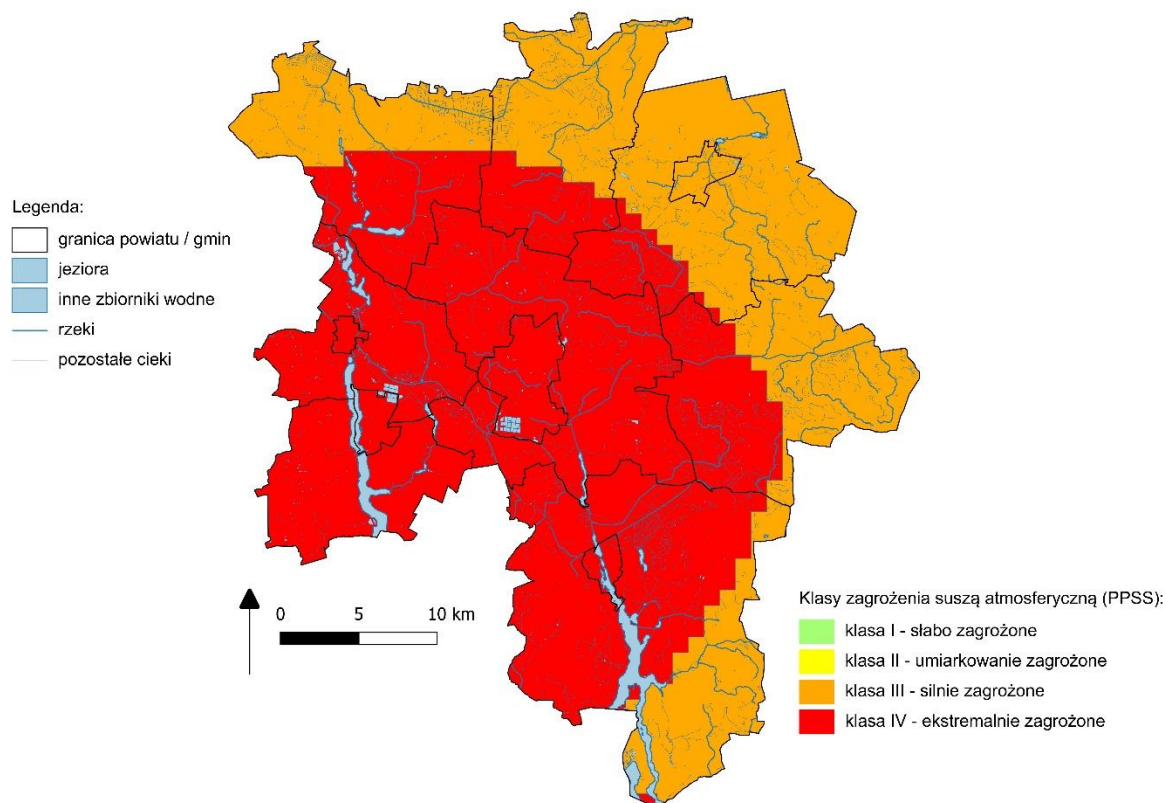 Legenda:
granica powiatu / gmin
jeziora
inne zbiorniki wodne
rzeki
pozostałe cieki
0 5 10 km
Klasy zagrożenia suszą atmosferyczną (PPSS):
klasa I - słabo zagrożone
klasa II - umiarkowanie zagrożone
klasa III - silnie zagrożone
klasa IV - ekstremalnie zagrożone